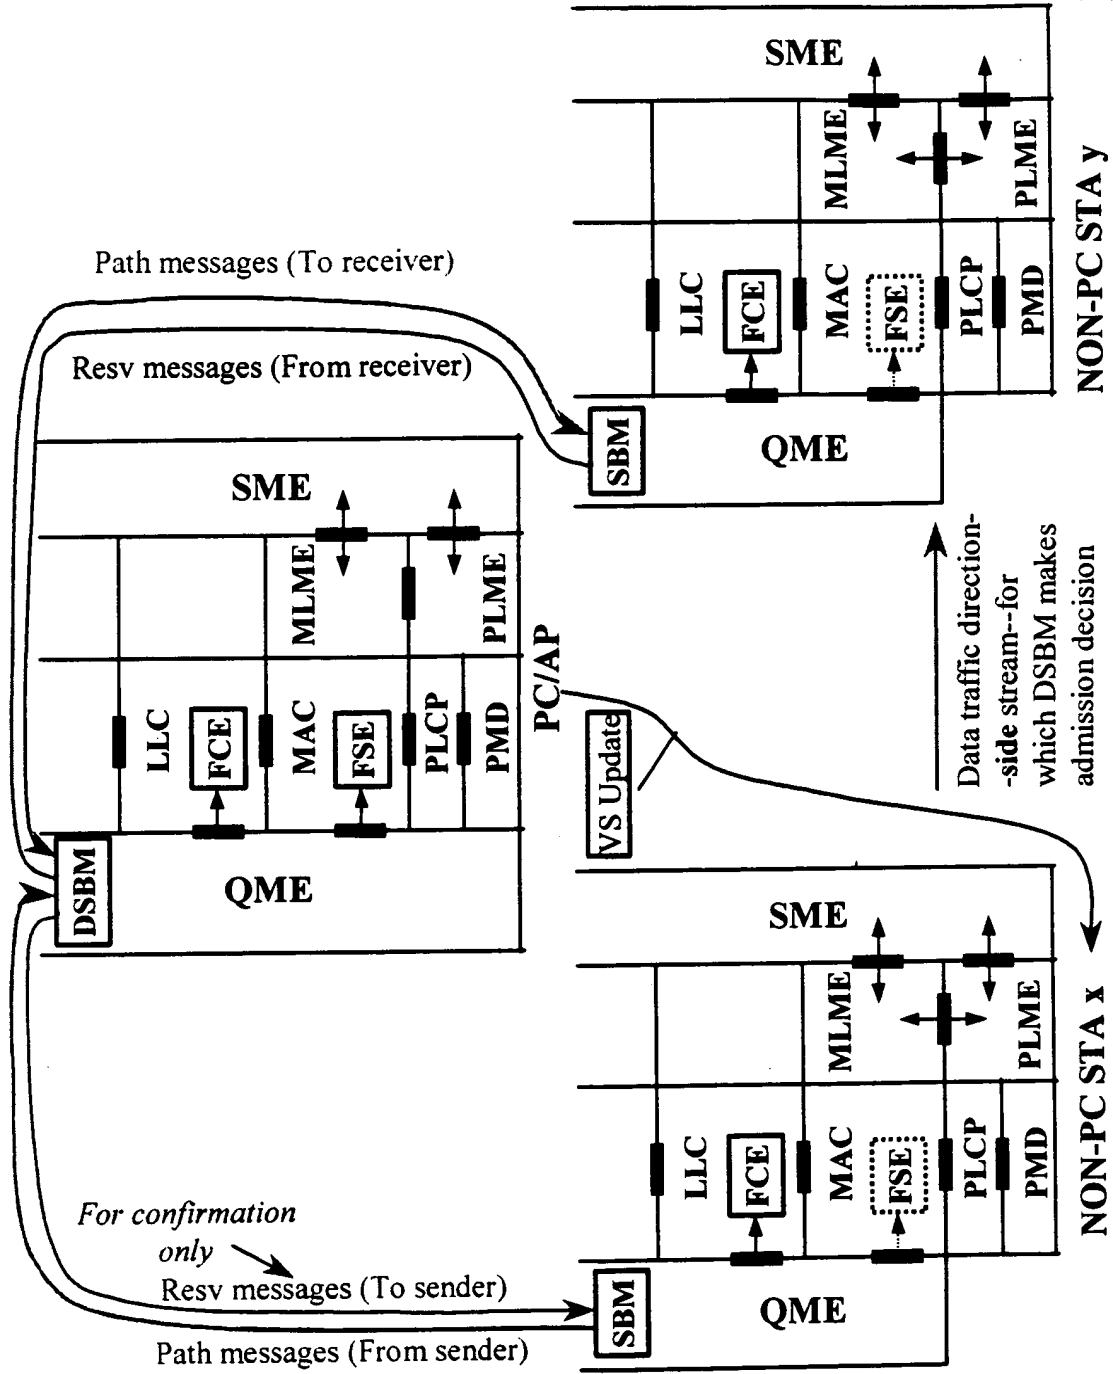 SME
MLME
PLME
LLC
FCE
MAC
FSE
PLCP
PMD
SBM
QME
NON-PC STA y
Path messages (To receiver)
Resv messages (From receiver)
SME
MLME
PLME
LLC
FCE
MAC
FSE
PLCP
PMD
DSBM
QME
PC/AP
VS Update
Data traffic direction-
-side stream--for
which DSBM makes
admission decision
SME
MLME
PLME
LLC
FCE
MAC
FSE
PLCP
PMD
SBM
QME
NON-PC STA x
For confirmation
only
Resv messages (To sender)
Path messages (From sender)